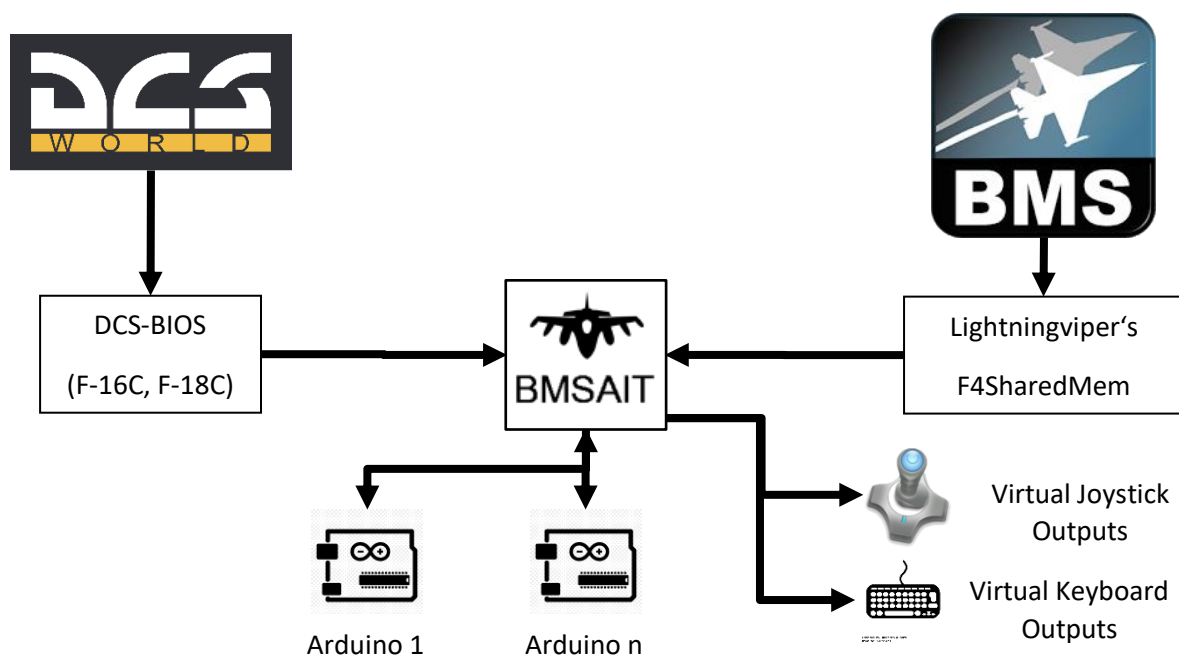 DCS
WORLD
BMS
DCS-BIOS
(F-16C, F-18C)
BMSAIT
Lightningviper‘s
F4SharedMem
Virtual Joystick
Outputs
Virtual Keyboard
Outputs
Arduino 1
Arduino n